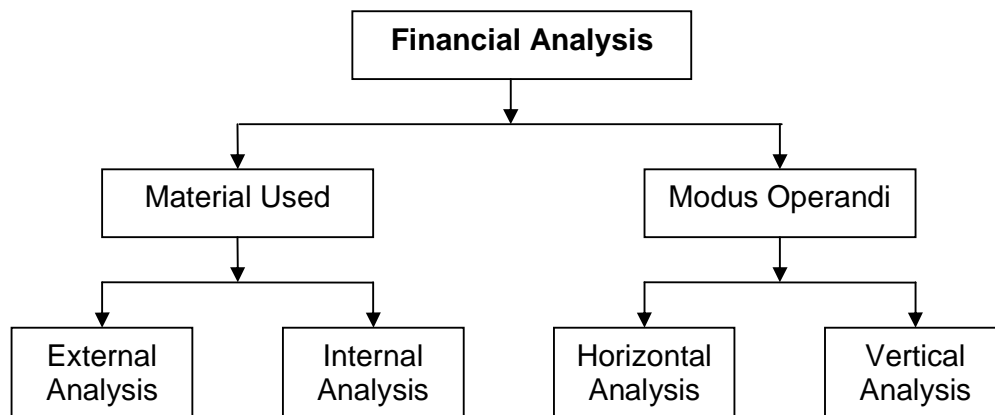 Financial Analysis
Material Used
Modus Operandi
External
Analysis
Internal
Analysis
Horizontal
Analysis
Vertical
Analysis